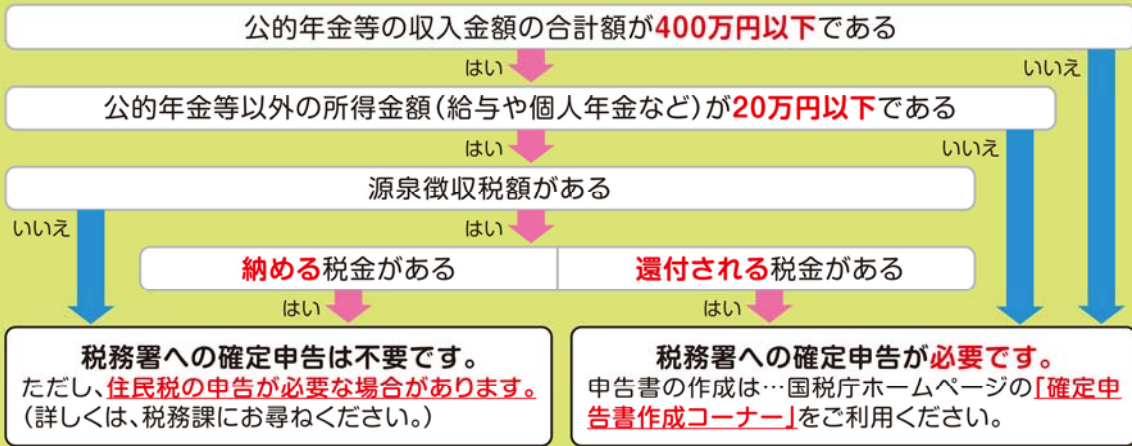 公的年金等の収入金額の合計額が400万円以下である
はい
いいえ
公的年金等以外の所得金額(給与や個人年金など)が20万円以下である
はい
いいえ
源泉徴収税額がある
いいえ
はい
納める税金がある
還付される税金がある
はい
はい
税務署への確定申告は不要です。
ただし、住民税の申告が必要な場合があります。
(詳しくは、税務課にお尋ねください。)
税務署への確定申告が必要です。
申告書の作成は…国税庁ホームページの「確定申
告書作成コーナー」をご利用ください。